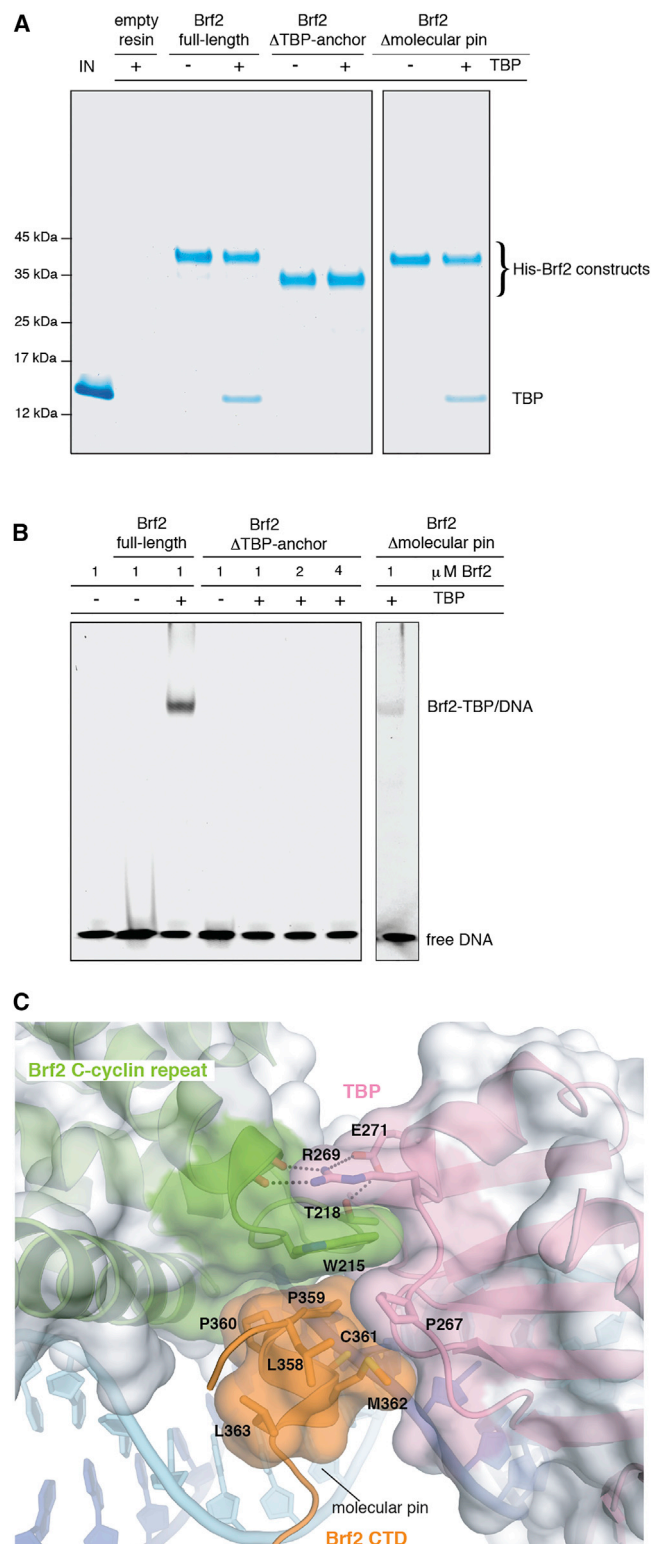 A
empty resin
Brf2 full-length
Brf2 ΔTBP-anchor
Brf2 Δmolecular pin
IN + - + - + - + TBP
45 kDa
35 kDa
25 kDa
17 kDa
12 kDa
His-Brf2 constructs
TBP
B
Brf2 full-length
Brf2 ΔTBP-anchor
Brf2 Δmolecular pin
1 1 1 1 1 2 4 1 μM Brf2
- - + - + + + + TBP
Brf2-TBP/DNA
free DNA
C
Brf2 C-cyclin repeat
TBP
E271
R269
T218
W215
P359
P360
C361
P267
L358
M362
L363
molecular pin
Brf2 CTD